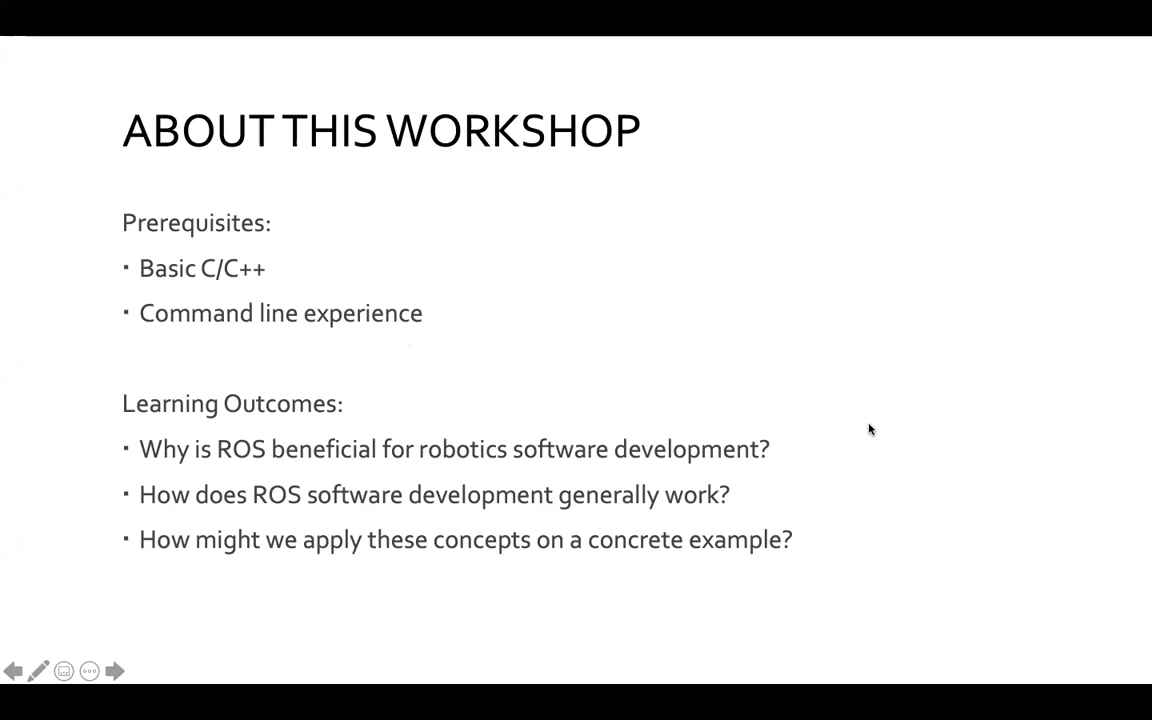 ABOUT THIS WORKSHOP
Prerequisites:
▪ Basic C/C++
▪ Command line experience
Learning Outcomes:
▪ Why is ROS beneficial for robotics software development?
▪ How does ROS software development generally work?
▪ How might we apply these concepts on a concrete example?